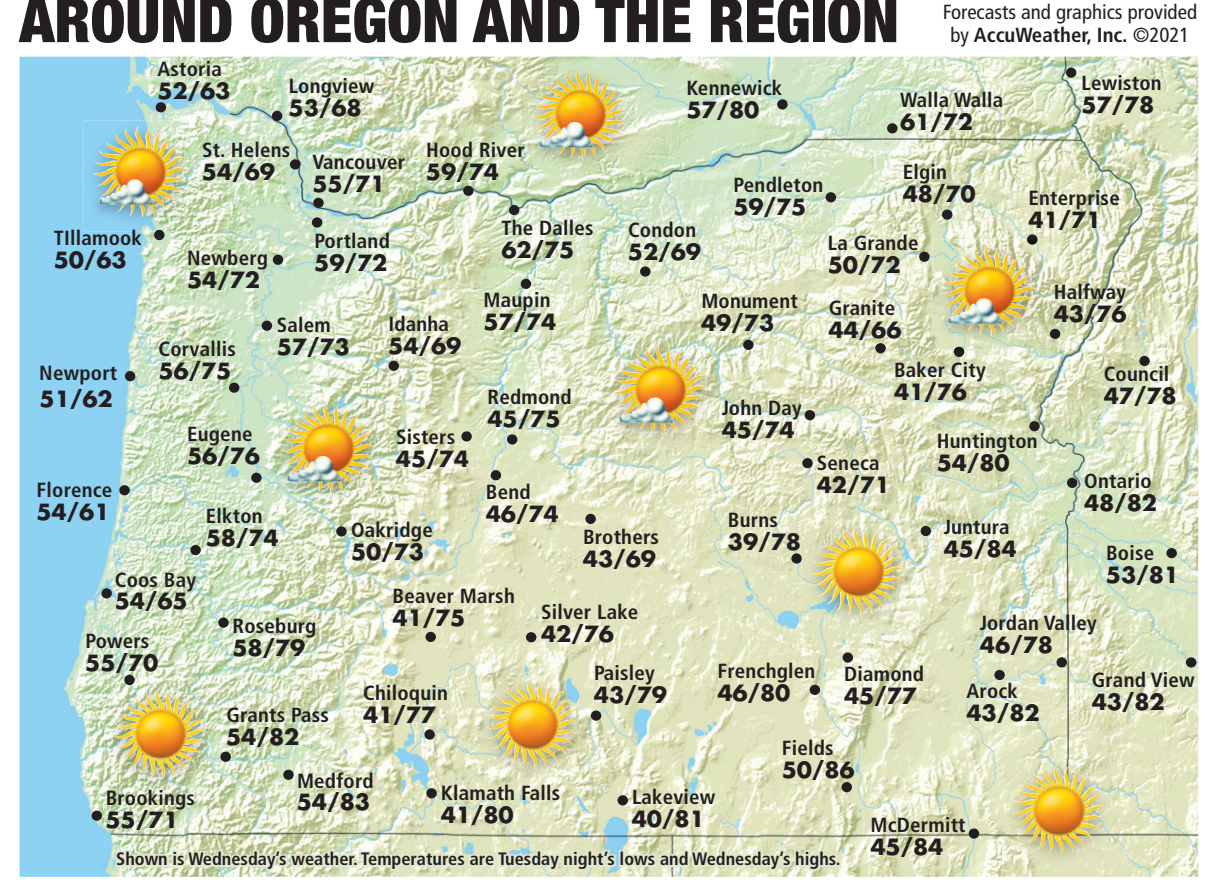 AROUND OREGON AND THE REGION
Forecasts and graphics provided
by AccuWeather, Inc. ©2021
Astoria
52/63
Longview
53/68
Kennewick
57/80
Walla Walla
61/72
Lewiston
57/78
St. Helens
54/69
Vancouver
55/71
Hood River
59/74
Pendleton
59/75
Elgin
48/70
Enterprise
41/71
TIllamook
50/63
Newberg
54/72
Portland
59/72
The Dalles
62/75
Condon
52/69
La Grande
50/72
Maupin
57/74
Monument
49/73
Granite
44/66
Halfway
43/76
Salem
57/73
Idanha
54/69
Corvallis
56/75
Newport
51/62
Baker City
41/76
Council
47/78
Redmond
45/75
John Day
45/74
Eugene
56/76
Sisters
45/74
Huntington
54/80
Seneca
42/71
Florence
54/61
Bend
46/74
Ontario
48/82
Elkton
58/74
Oakridge
50/73
Brothers
43/69
Burns
39/78
Juntura
45/84
Boise
53/81
Coos Bay
54/65
Beaver Marsh
41/75
Silver Lake
42/76
Roseburg
58/79
Jordan Valley
46/78
Powers
55/70
Paisley
43/79
Frenchglen
46/80
Diamond
45/77
Arock
43/82
Grand View
43/82
Chiloquin
41/77
Grants Pass
54/82
Fields
50/86
Medford
54/83
Klamath Falls
41/80
Lakeview
40/81
Brookings
55/71
McDermitt
45/84
Shown is Wednesday's weather. Temperatures are Tuesday night's lows and Wednesday's highs.